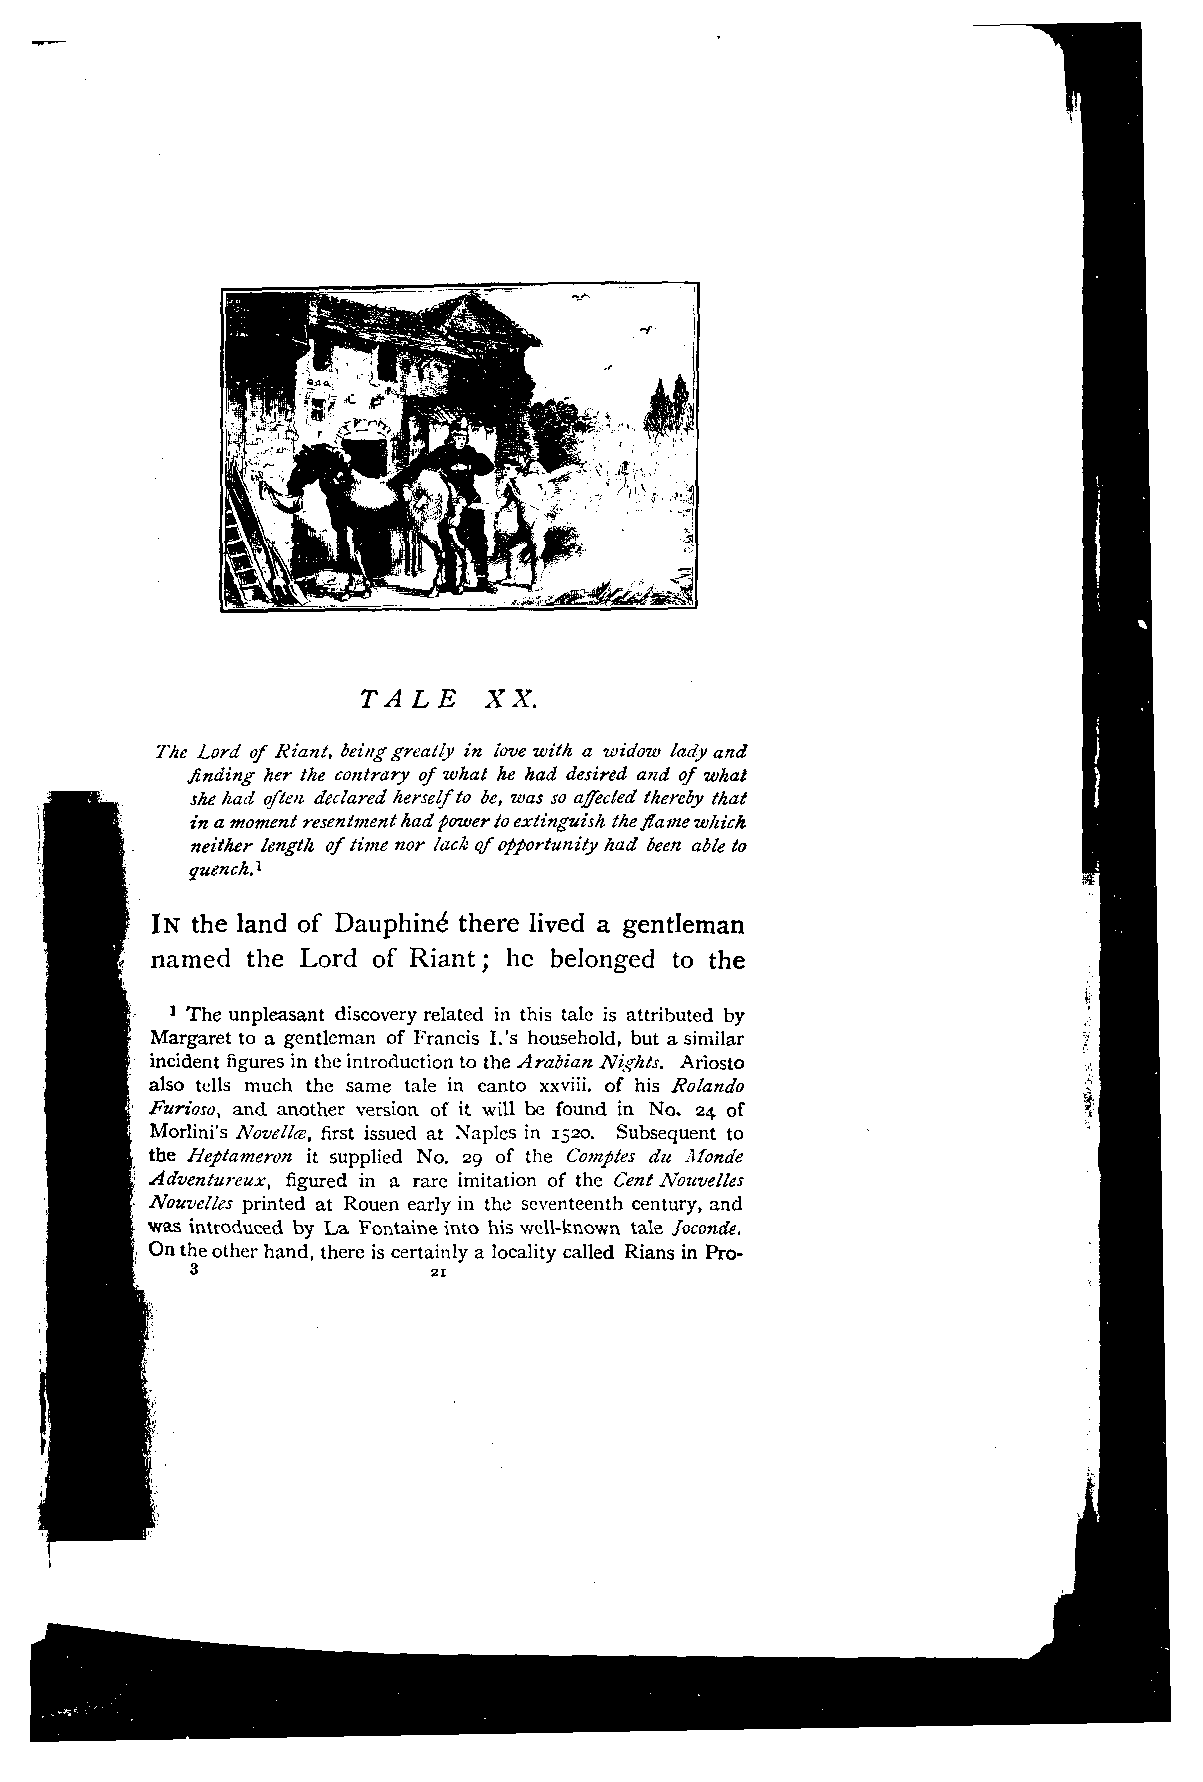 TALE XX.
The Lord of Riant, being greatly in love with a widow lady and
finding her the contrary of what he had desired and of what
she had often declared herself to be, was so affected thereby that
in a moment resentment had power to extinguish the flame which
neither length of time nor lack of opportunity had been able to
quench.¹
IN the land of Dauphiné there lived a gentleman
named the Lord of Riant; he belonged to the
¹ The unpleasant discovery related in this tale is attributed by
Margaret to a gentleman of Francis I.'s household, but a similar
incident figures in the introduction to the Arabian Nights. Ariosto
also tells much the same tale in canto xxviii. of his Rolando
Furioso, and another version of it will be found in No. 24 of
Morlini's Novellæ, first issued at Naples in 1520. Subsequent to
the Heptameron it supplied No. 29 of the Comptes du Monde
Adventureux, figured in a rare imitation of the Cent Nouvelles
Nouvelles printed at Rouen early in the seventeenth century, and
was introduced by La Fontaine into his well-known tale Joconde.
On the other hand, there is certainly a locality called Rians in Pro-
3 21